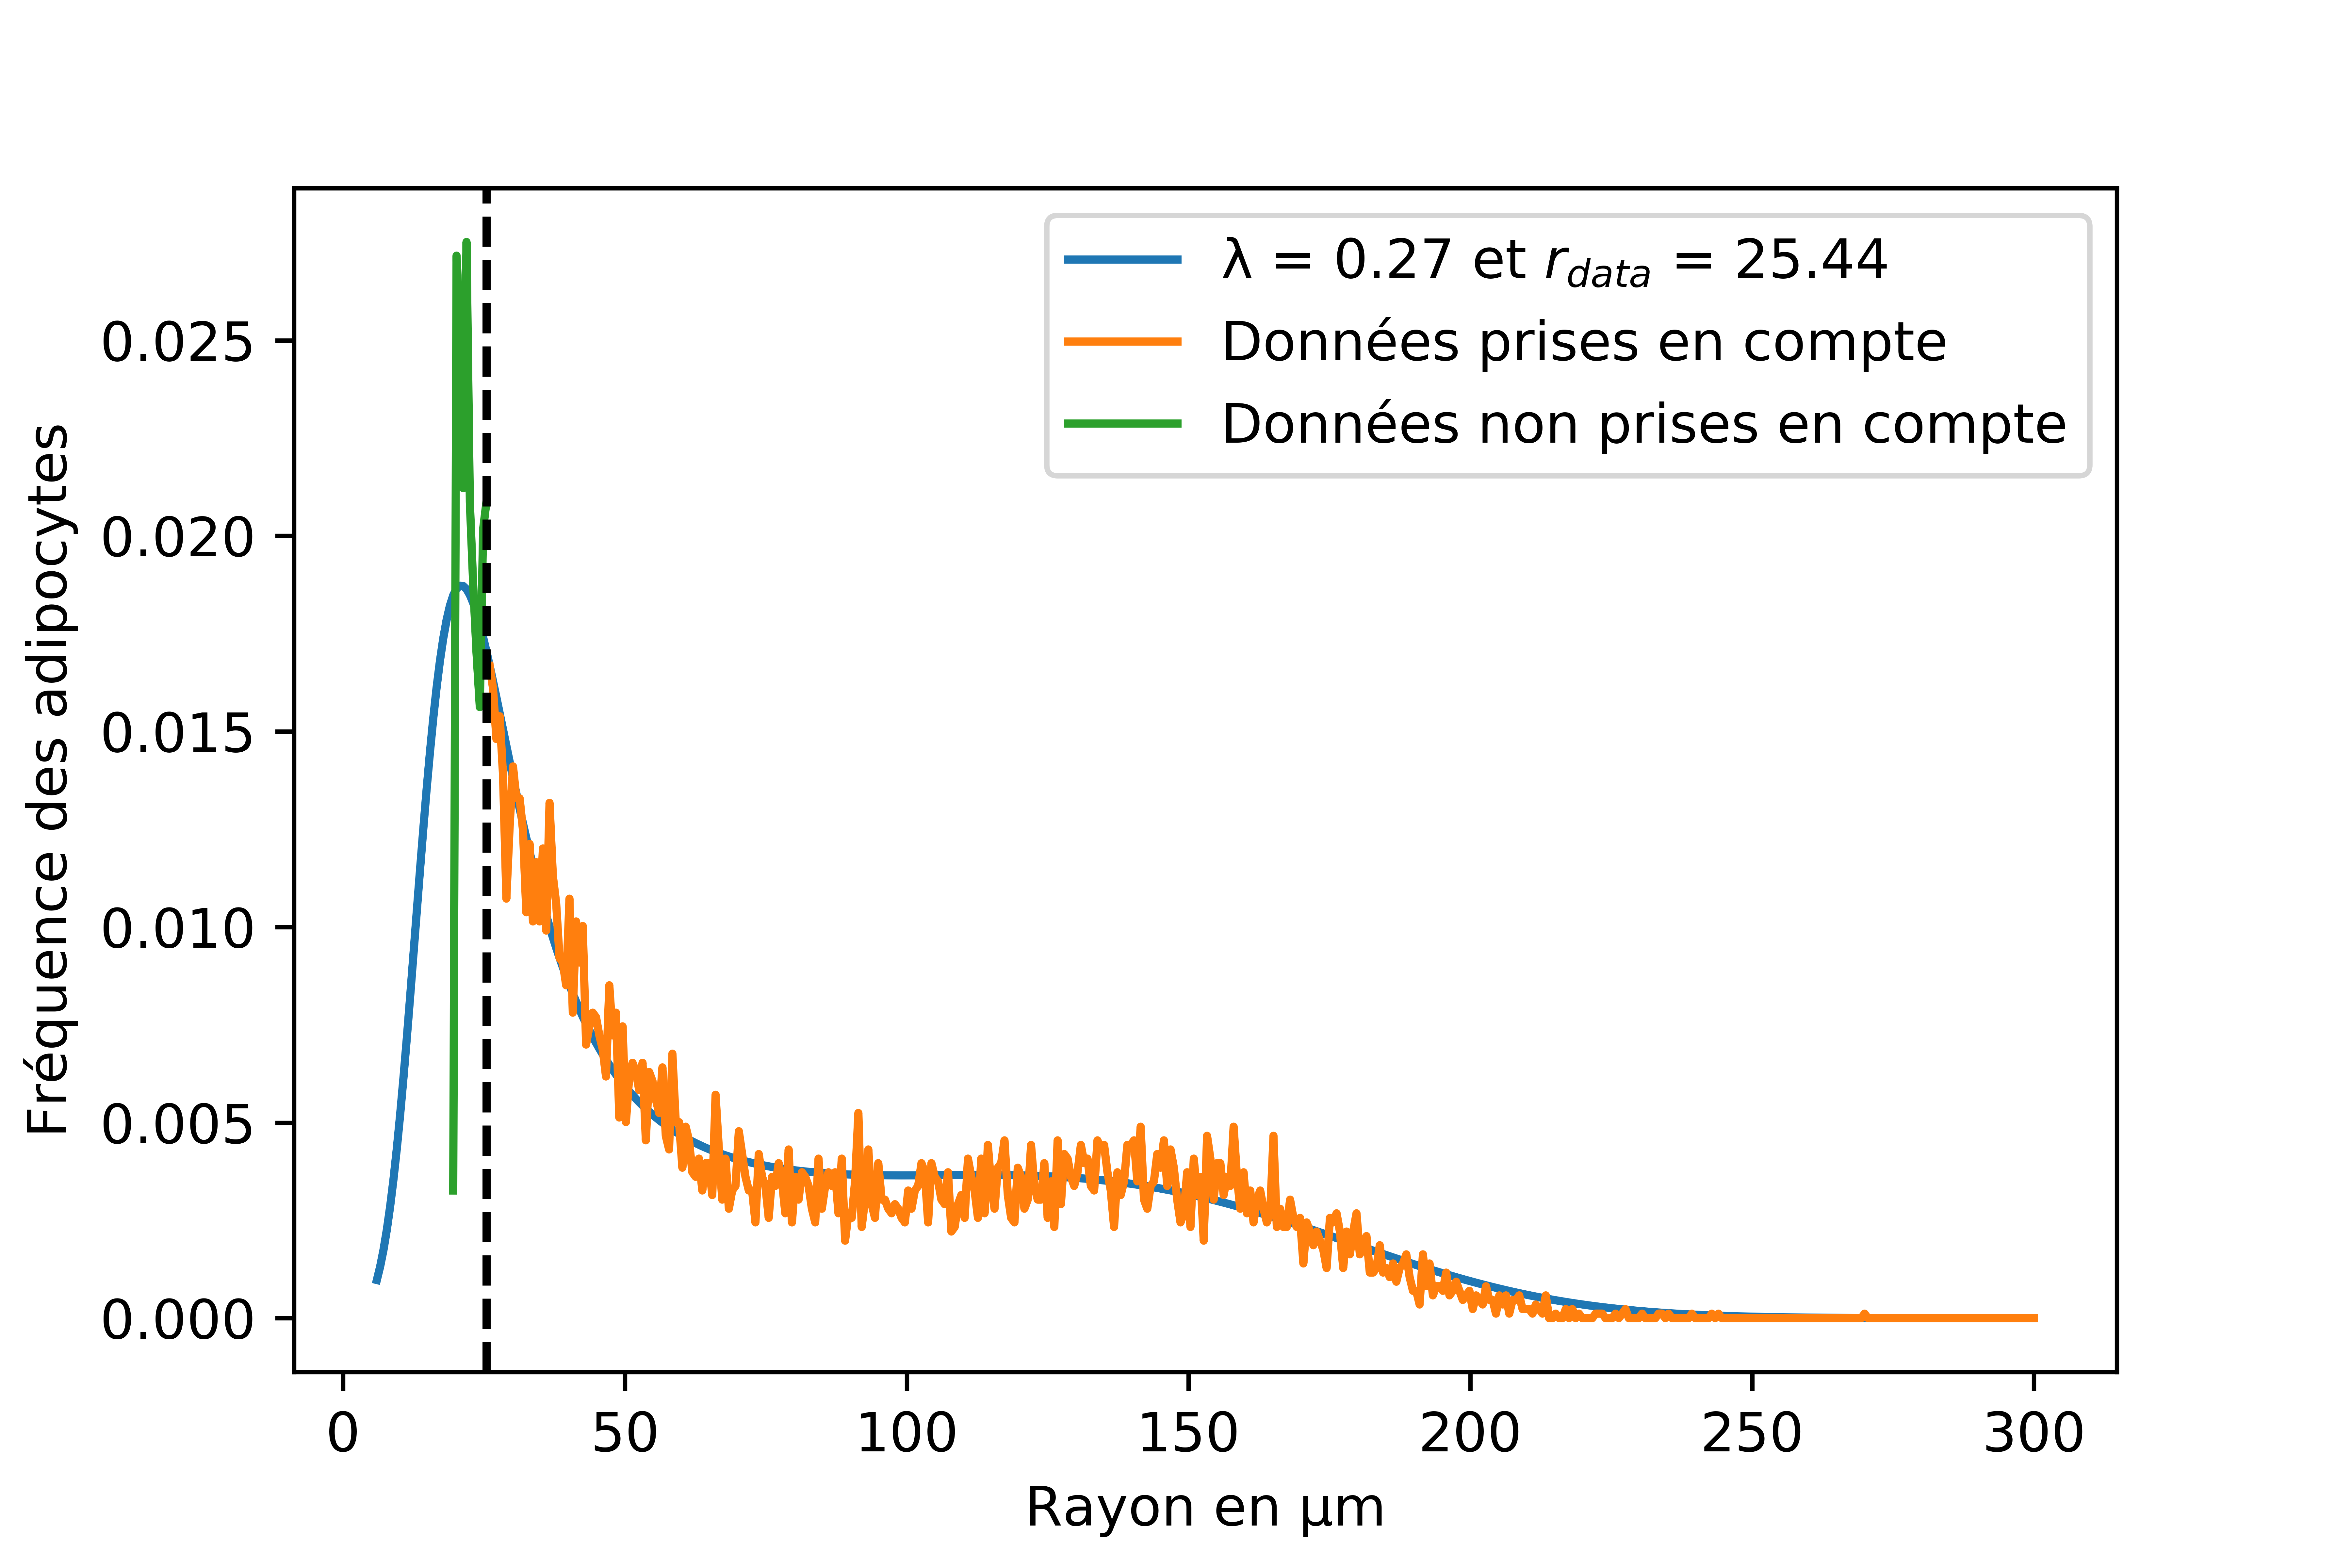 λ = 0.27 et r_data = 25.44
Données prises en compte
Données non prises en compte
Fréquence des adipocytes
0.025
0.020
0.015
0.010
0.005
0.000
0 50 100 150 200 250 300
Rayon en µm